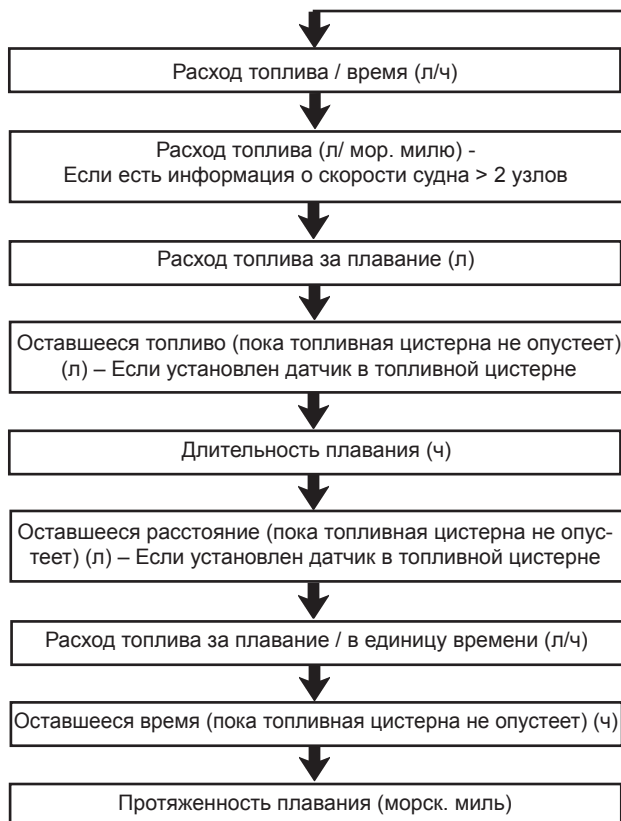 Расход топлива / время (л/ч)
Расход топлива (л/ мор. милю) -
Если есть информация о скорости судна > 2 узлов
Расход топлива за плавание (л)
Оставшееся топливо (пока топливная цистерна не опустеет)
(л) – Если установлен датчик в топливной цистерне
Длительность плавания (ч)
Оставшееся расстояние (пока топливная цистерна не опус-
теет) (л) – Если установлен датчик в топливной цистерне
Расход топлива за плавание / в единицу времени (л/ч)
Оставшееся время (пока топливная цистерна не опустеет) (ч)
Протяженность плавания (морск. миль)